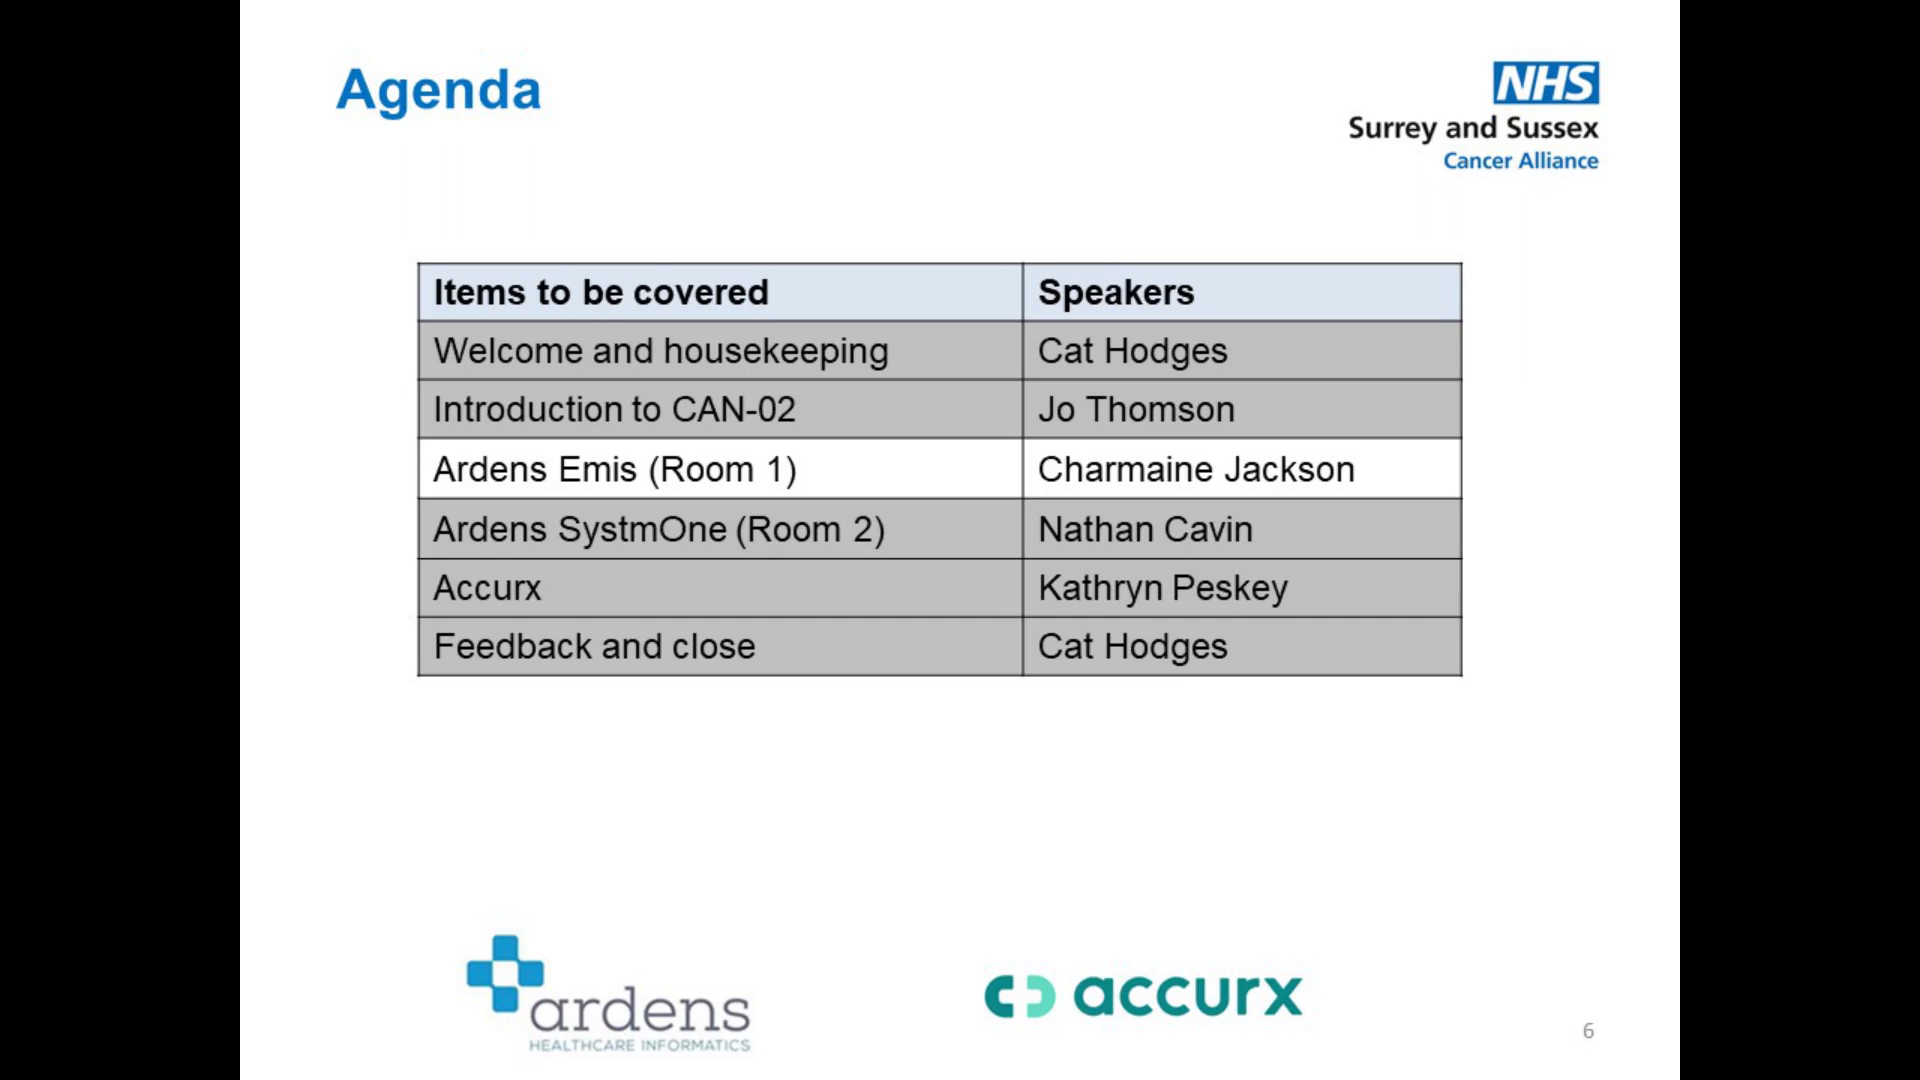 Agenda
NHS
Surrey and Sussex
Cancer Alliance
Items to be covered Speakers
Welcome and housekeeping Cat Hodges
Introduction to CAN-02 Jo Thomson
Ardens Emis (Room 1) Charmaine Jackson
Ardens SystmOne (Room 2) Nathan Cavin
Accurx Kathryn Peskey
Feedback and close Cat Hodges
ardens
HEALTHCARE INFORMATICS
accurx
6